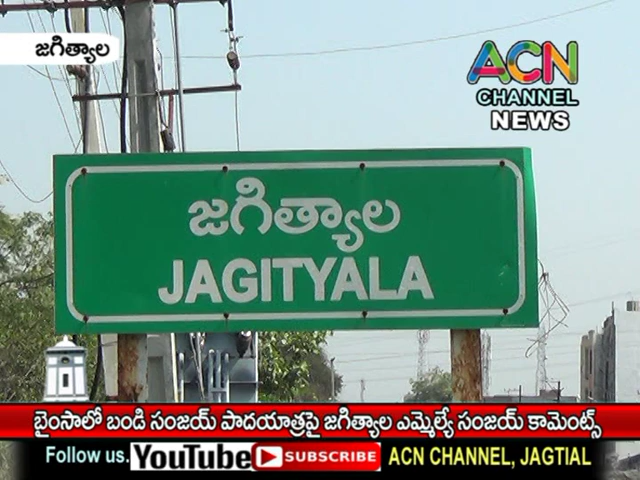 జగిత్యాల
ACN
CHANNEL
NEWS
జగిత్యాల
JAGITYALA
బైంసాలో బండి సంజయ్ పాదయాత్రపై జగిత్యాల ఎమ్మెల్యే సంజయ్ కామెంట్స్
Follow us. YouTube SUBSCRIBE ACN CHANNEL, JAGTIAL